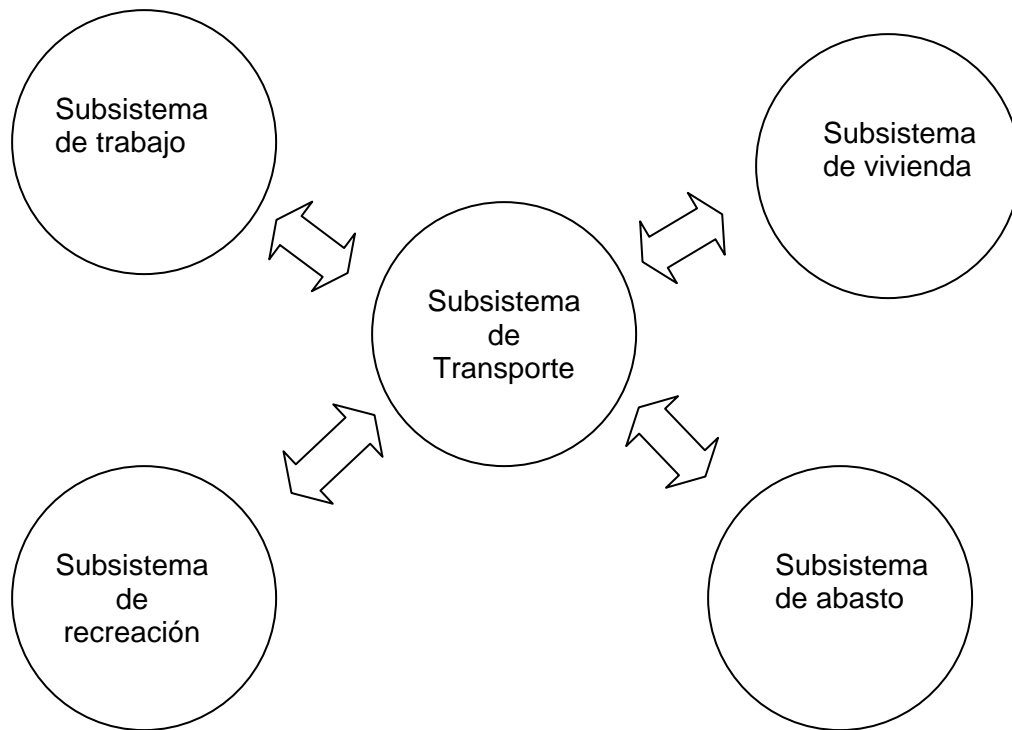 Subsistema
de trabajo
Subsistema
de vivienda
Subsistema
de
Transporte
Subsistema
de
recreación
Subsistema
de abasto